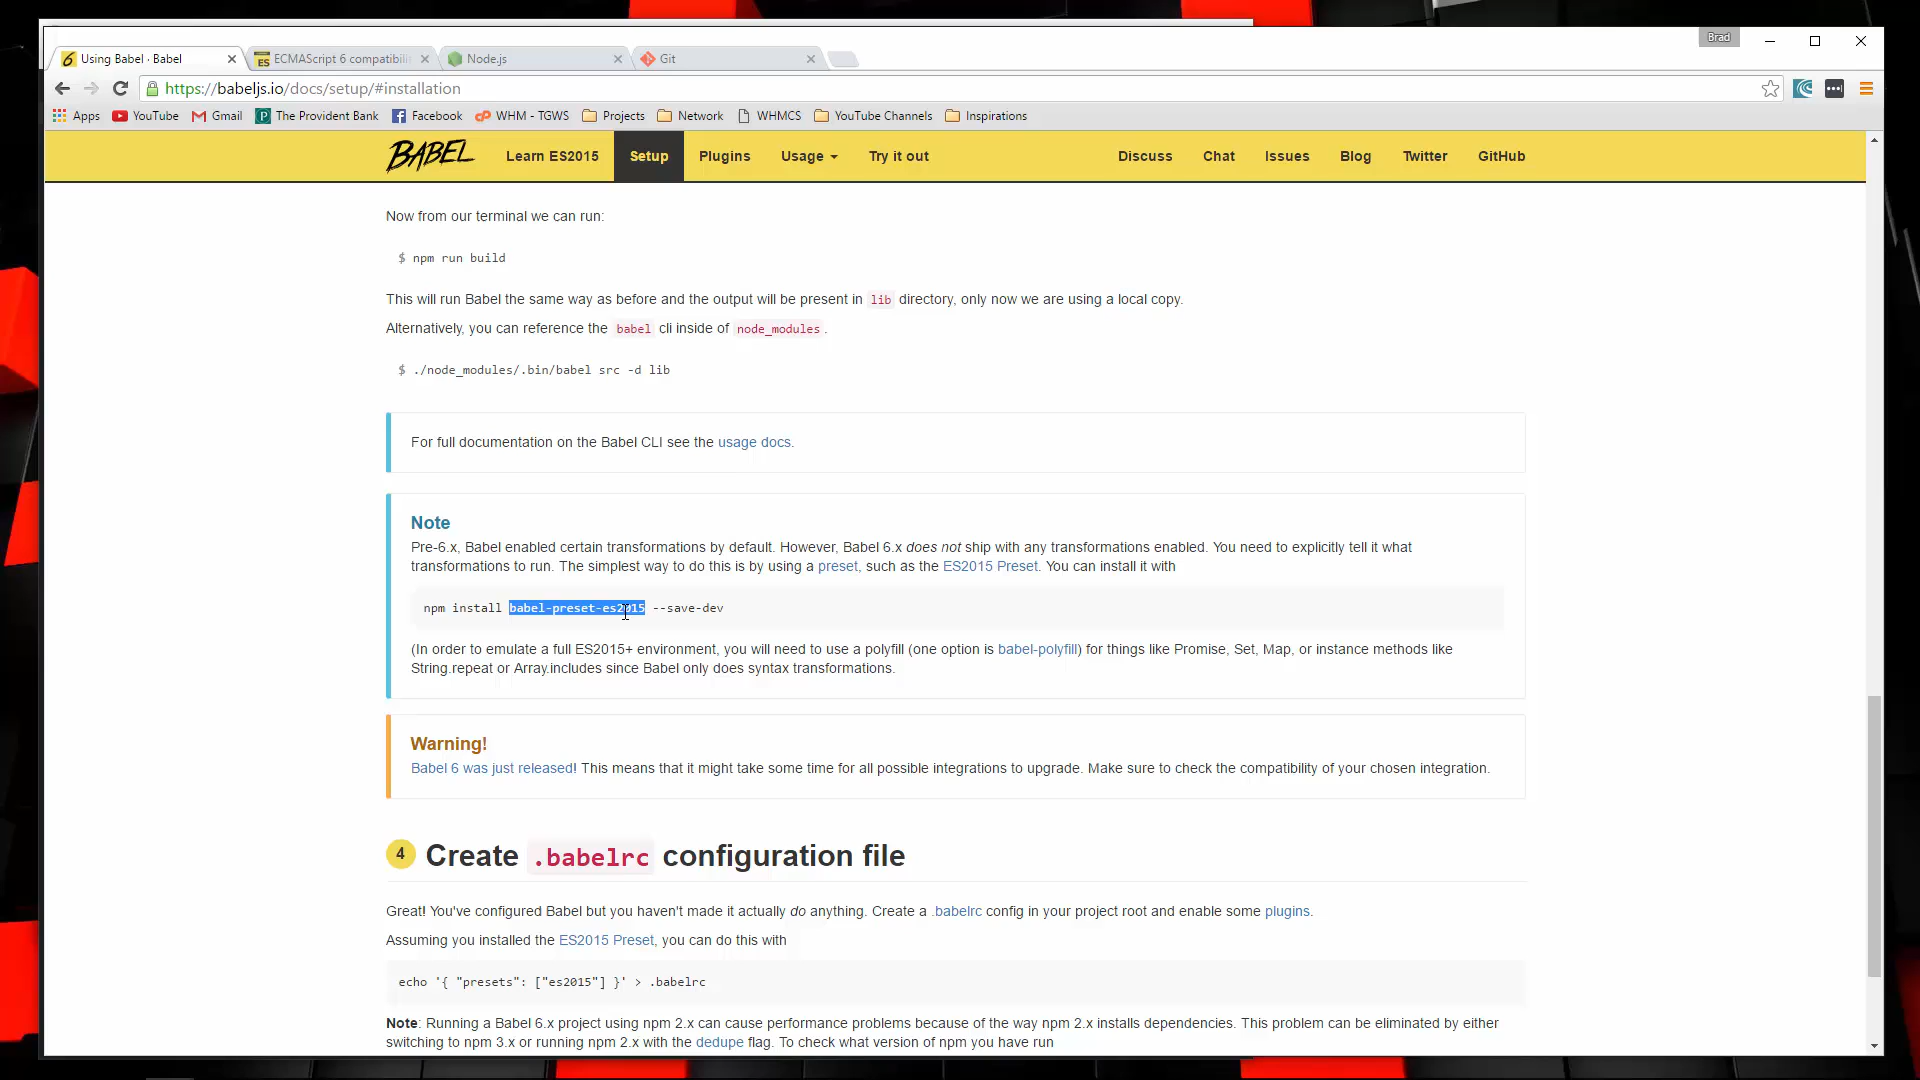 Brad
Using Babel · Babel
ECMAScript 6 compatibili
Node.js
Git
https://babeljs.io/docs/setup/#installation
Apps YouTube Gmail The Provident Bank Facebook WHM - TGWS Projects Network WHMCS YouTube Channels Inspirations
BABEL Learn ES2015 Setup Plugins Usage Try it out Discuss Chat Issues Blog Twitter GitHub
Now from our terminal we can run:
$ npm run build
This will run Babel the same way as before and the output will be present in lib directory, only now we are using a local copy.
Alternatively, you can reference the babel cli inside of node_modules .
$ ./node_modules/.bin/babel src -d lib
For full documentation on the Babel CLI see the usage docs.
Note
Pre-6.x, Babel enabled certain transformations by default. However, Babel 6.x does not ship with any transformations enabled. You need to explicitly tell it what
transformations to run. The simplest way to do this is by using a preset, such as the ES2015 Preset. You can install it with
npm install babel-preset-es2015 --save-dev
(In order to emulate a full ES2015+ environment, you will need to use a polyfill (one option is babel-polyfill) for things like Promise, Set, Map, or instance methods like
String.repeat or Array.includes since Babel only does syntax transformations.
Warning!
Babel 6 was just released! This means that it might take some time for all possible integrations to upgrade. Make sure to check the compatibility of your chosen integration.
4 Create .babelrc configuration file
Great! You've configured Babel but you haven't made it actually do anything. Create a .babelrc config in your project root and enable some plugins.
Assuming you installed the ES2015 Preset, you can do this with
echo '{ "presets": ["es2015"] }' > .babelrc
Note: Running a Babel 6.x project using npm 2.x can cause performance problems because of the way npm 2.x installs dependencies. This problem can be eliminated by either
switching to npm 3.x or running npm 2.x with the dedupe flag. To check what version of npm you have run